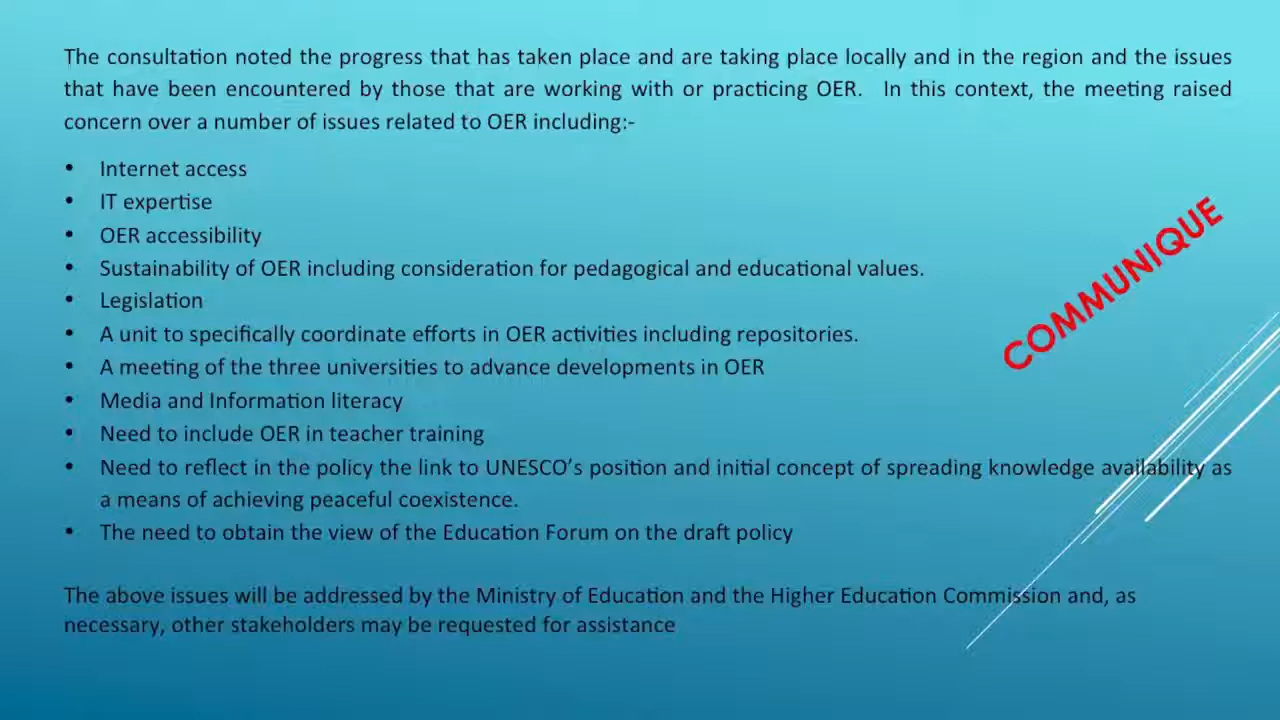 The consultation noted the progress that has taken place and are taking place locally and in the region and the issues
that have been encountered by those that are working with or practicing OER.  In this context, the meeting raised
concern over a number of issues related to OER including:-
• Internet access
• IT expertise
• OER accessibility
• Sustainability of OER including consideration for pedagogical and educational values.
• Legislation
• A unit to specifically coordinate efforts in OER activities including repositories.
• A meeting of the three universities to advance developments in OER
• Media and Information literacy
• Need to include OER in teacher training
• Need to reflect in the policy the link to UNESCO’s position and initial concept of spreading knowledge availability as
a means of achieving peaceful coexistence.
• The need to obtain the view of the Education Forum on the draft policy
The above issues will be addressed by the Ministry of Education and the Higher Education Commission and, as
necessary, other stakeholders may be requested for assistance
COMMUNIQUE